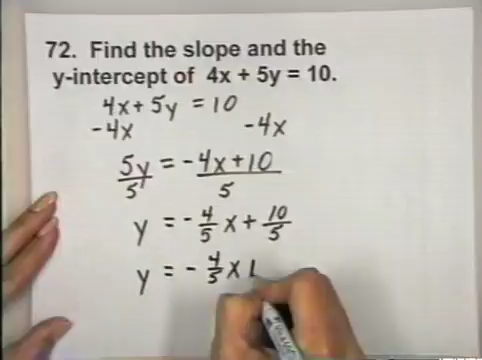 72. Find the slope and the
y-intercept of 4x + 5y = 10.
4x + 5y = 10
-4x -4x
5y/5 = -4x+10/5
y = -4/5 x + 10/5
y = -4/5 x